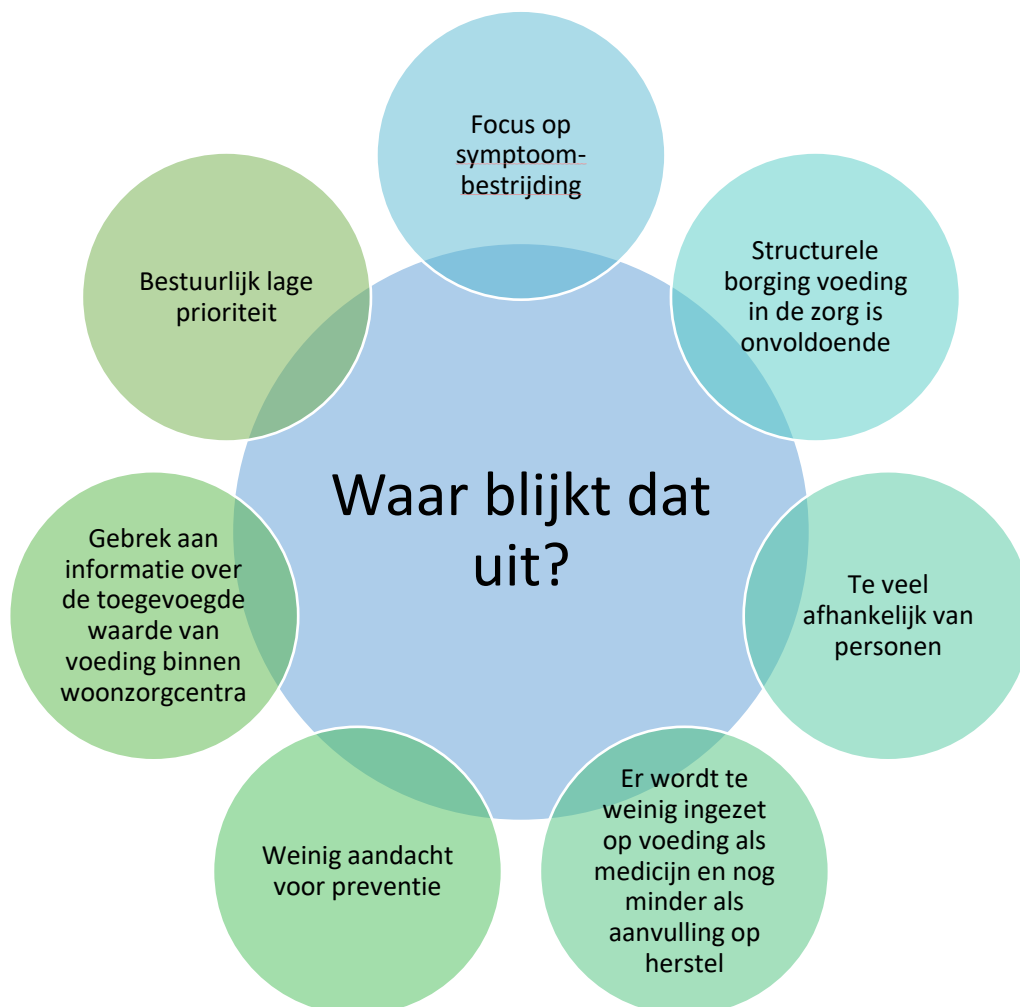 Focus op
symptoom-
bestrijding
Structurele
borging voeding
in de zorg is
onvoldoende
Te veel
afhankelijk van
personen
Er wordt te
weinig ingezet
op voeding als
medicijn en nog
minder als
aanvulling op
herstel
Weinig aandacht
voor preventie
Gebrek aan
informatie over
de toegevoegde
waarde van
voeding binnen
woonzorgcentra
Bestuurlijk lage
prioriteit
Waar blijkt dat
uit?